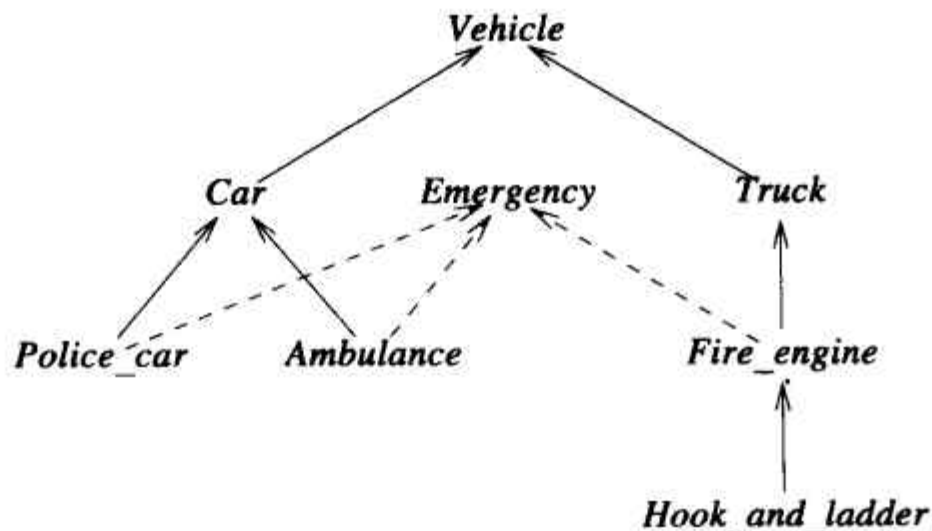 Vehicle
Car Emergency Truck
Police_car Ambulance Fire_engine
Hook and ladder